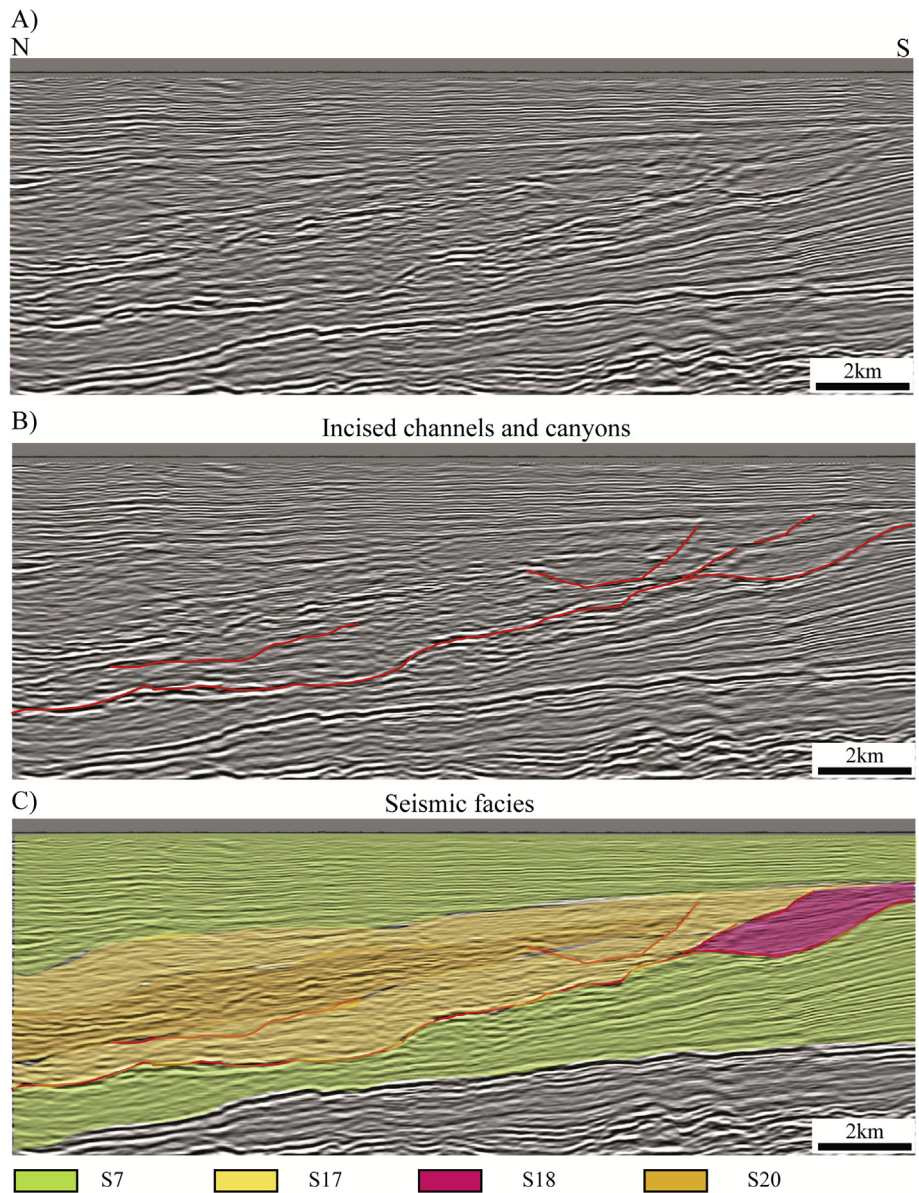 A)
N S
2km
B)
Incised channels and canyons
2km
C)
Seismic facies
2km
S7 S17 S18 S20